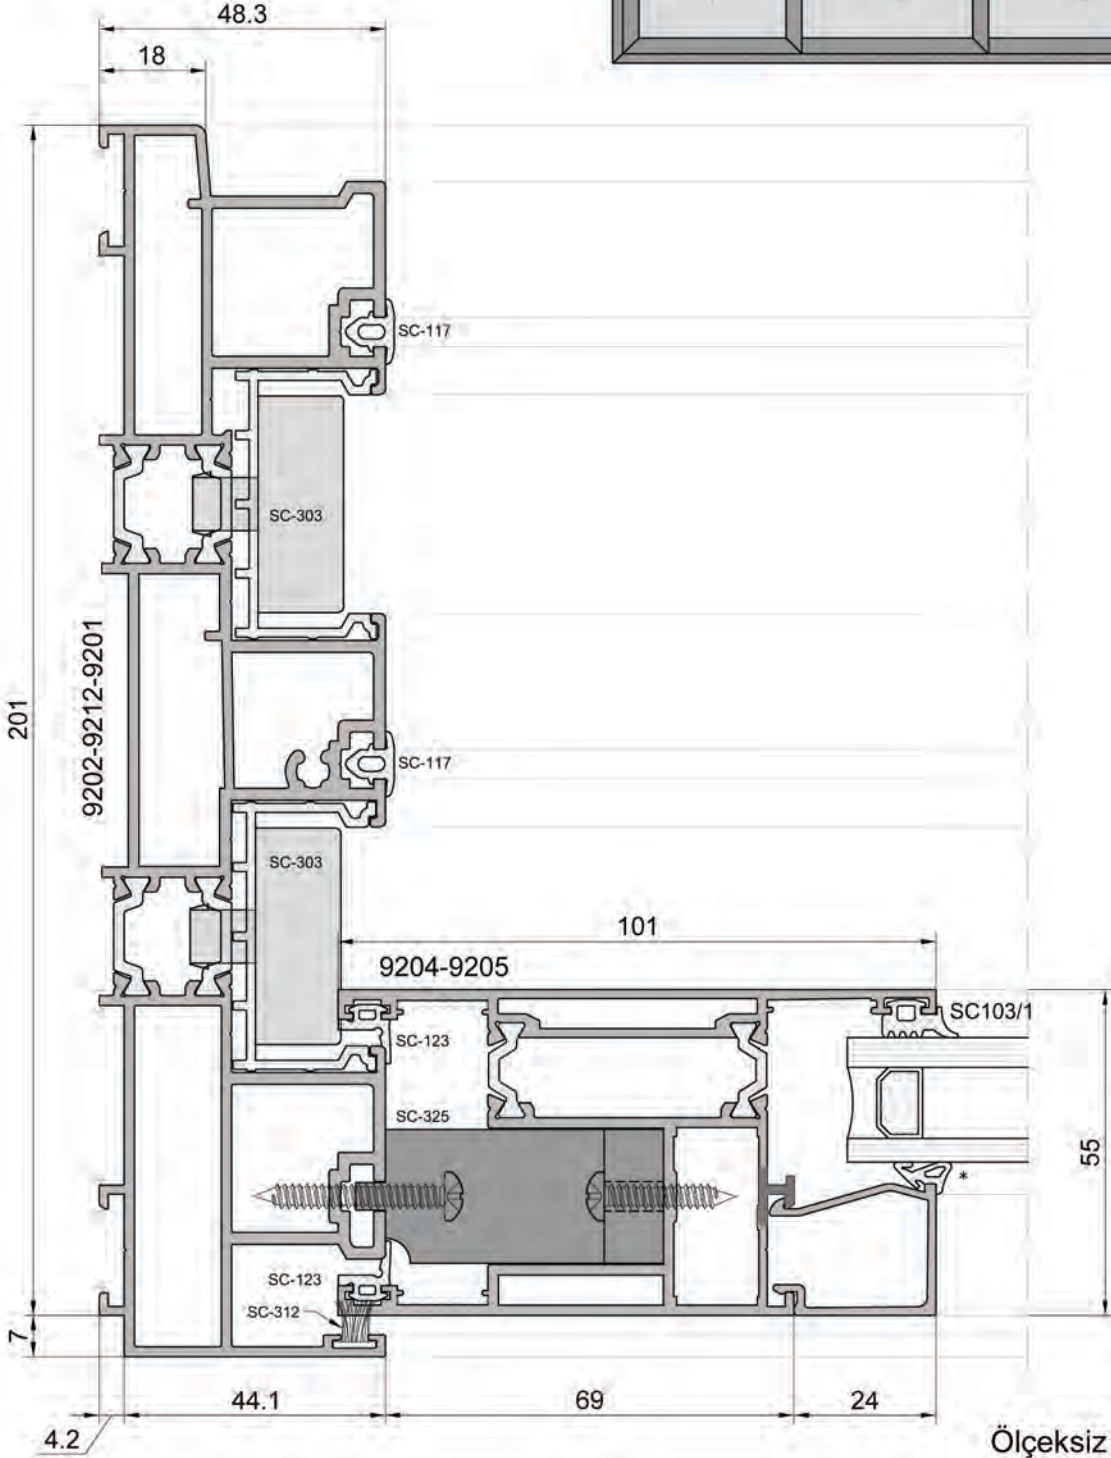 48.3
18
SC-117
SC-303
9202-9212-9201
201
SC-117
SC-303
101
9204-9205
SC103/1
SC-123
SC-325
55
*
SC-123
SC-312
7
44.1
69
24
4.2
Ölçeksiz